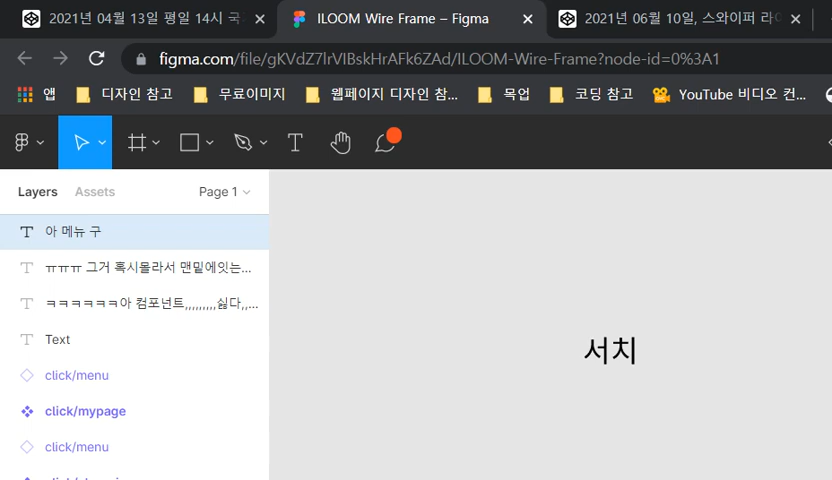 2021년 04월 13일 평일 14시
ILOOM Wire Frame – Figma
2021년 06월 10일, 스와이퍼
figma.com/file/gKVdZ7lrVIBskHrAFk6ZAd/ILOOM-Wire-Frame?node-id=0%3A1
앱 디자인 참고 무료이미지 웹페이지 디자인 참... 목업 코딩 참고 YouTube 비디오 컨...
Layers Assets Page 1
아 메뉴 구
ㅠㅠㅠ 그거 혹시몰라서 맨밑에잇는...
ㅋㅋㅋㅋㅋㅋ아 컴포넌트,,,,,,,,,싫다,,...
Text
click/menu
click/mypage
click/menu
서치